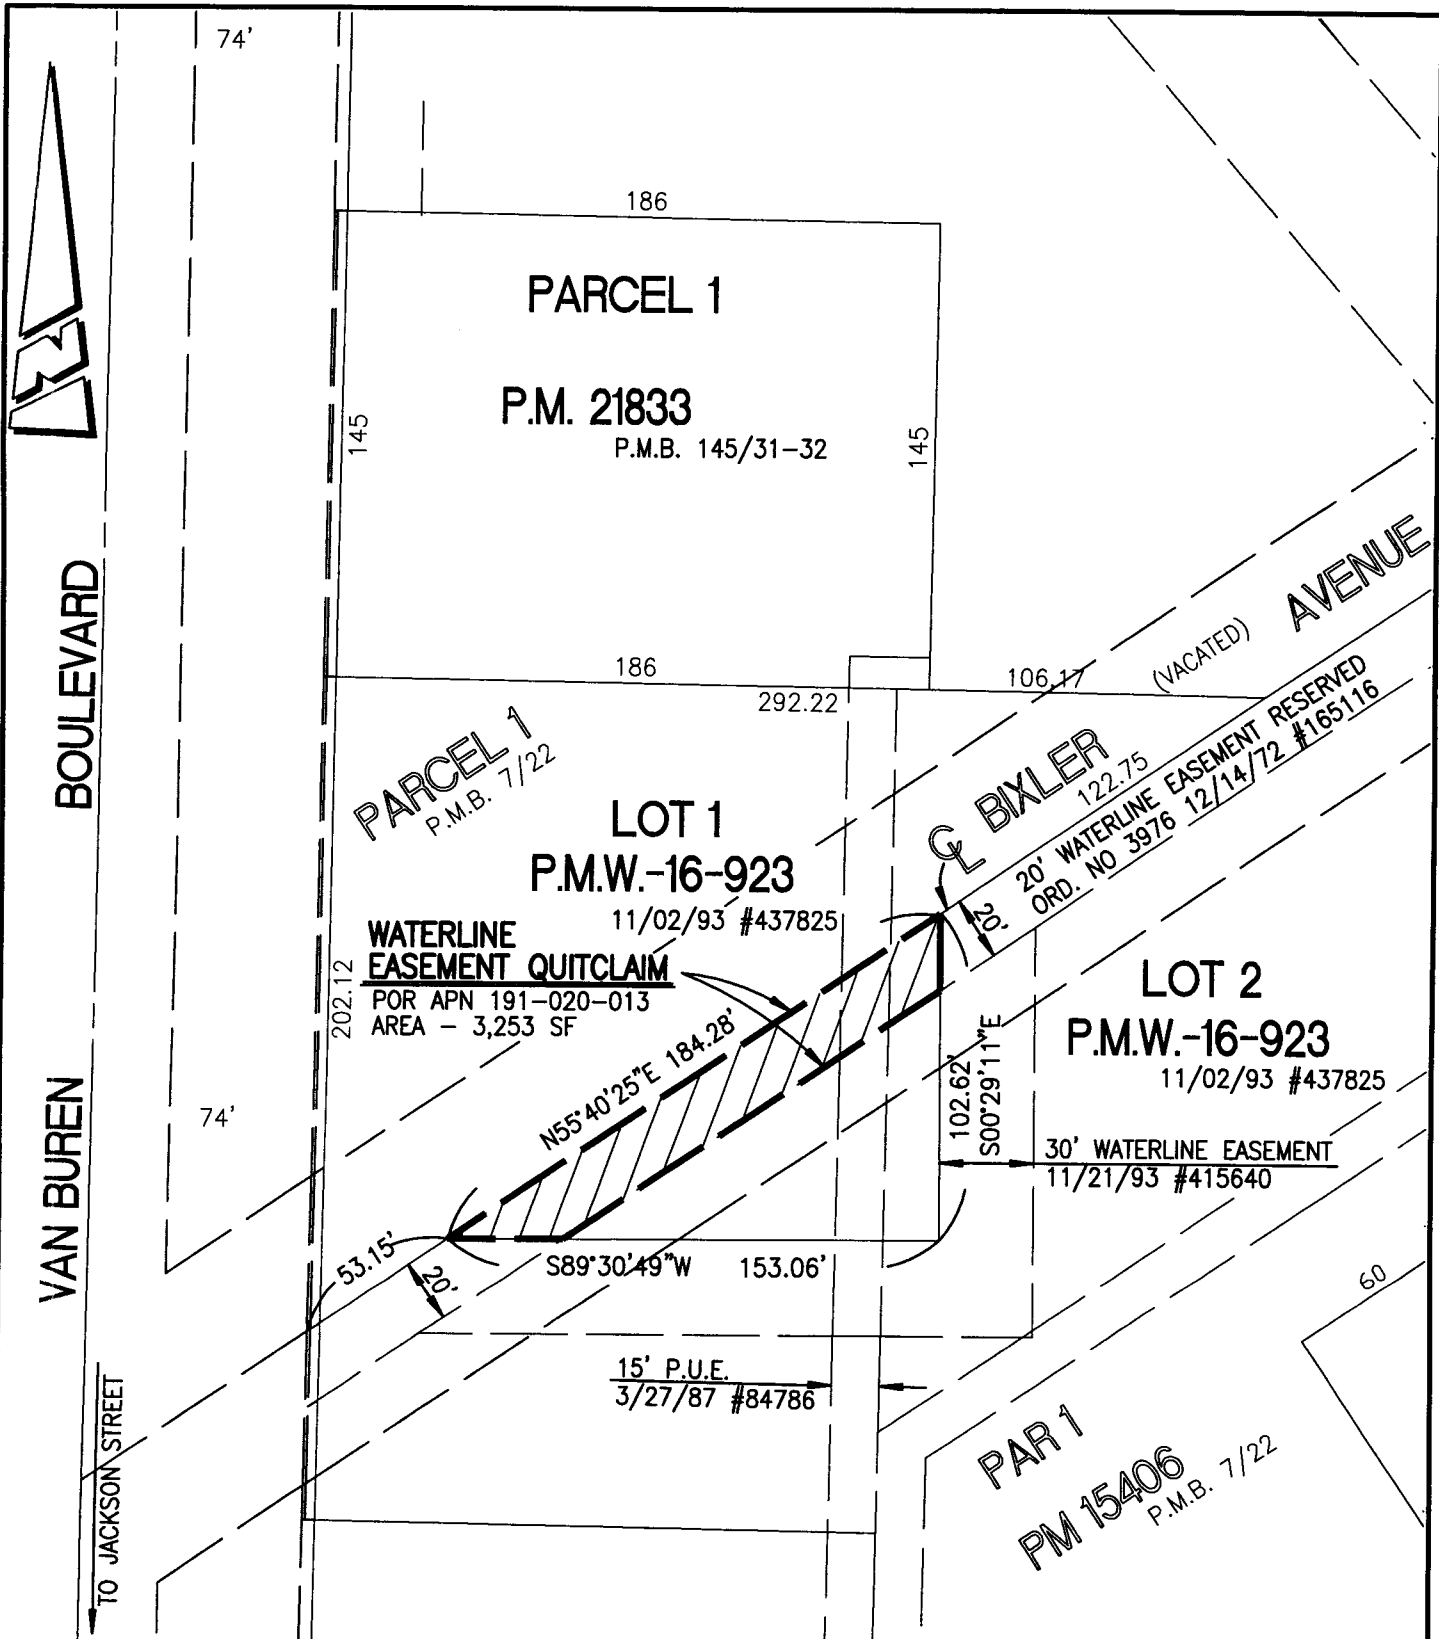 74'
186
PARCEL 1
P.M. 21833
P.M.B. 145/31-32
145
145
N
BOULEVARD
AVENUE
(VACATED)
186
292.22
106.17
PARCEL 1
P.M.B. 7/22
LOT 1
P.M.W.-16-923
11/02/93 #437825
CL BIXLER
122.75
20' WATERLINE EASEMENT RESERVED
ORD. NO 3976 12/14/72 #165116
20'
WATERLINE
EASEMENT QUITCLAIM
POR APN 191-020-013
AREA - 3,253 SF
202.12
LOT 2
P.M.W.-16-923
11/02/93 #437825
N55°40'25"E 184.28'
102.62'
S00°29'11"E
74'
VAN BUREN
30' WATERLINE EASEMENT
11/21/93 #415640
53.15'
20'
S89°30'49"W 153.06'
60
15' P.U.E.
3/27/87 #84786
TO JACKSON STREET
PAR 1
PM 15406
P.M.B. 7/22